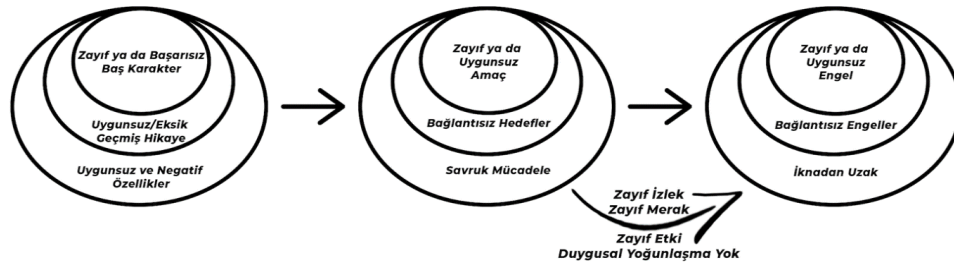 Zayıf ya da Başarısız
Baş Karakter
Uygunsuz/Eksik
Geçmiş Hikaye
Uygunsuz ve Negatif
Özellikler
Zayıf ya da
Uygunsuz
Amaç
Bağlantısız Hedefler
Savruk Mücadele
Zayıf ya da
Uygunsuz
Engel
Bağlantısız Engeller
İknadan Uzak
Zayıf İzlek
Zayıf Merak
Zayıf Etki
Duygusal Yoğunlaşma Yok